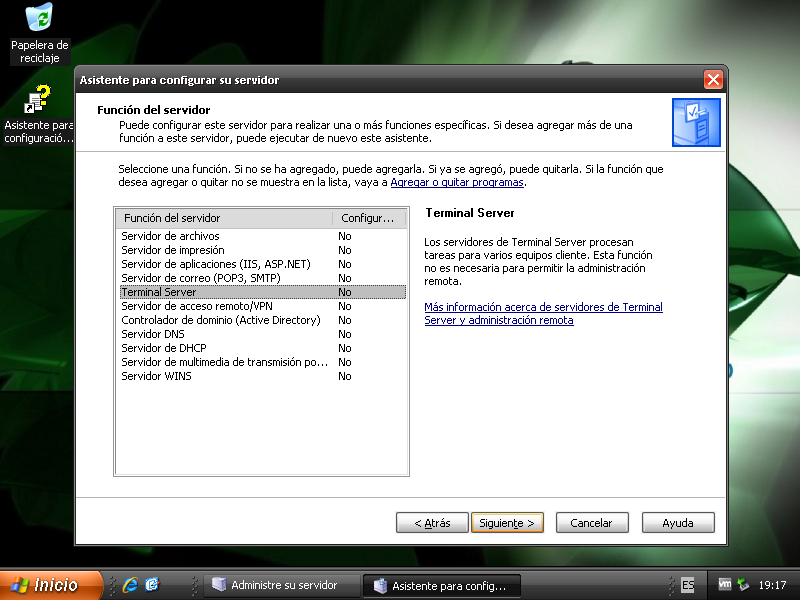 Papelera de
reciclaje
Asistente para
configuració...
Asistente para configurar su servidor
Función del servidor
Puede configurar este servidor para realizar una o más funciones específicas. Si desea agregar más de una
función a este servidor, puede ejecutar de nuevo este asistente.
Seleccione una función. Si no se ha agregado, puede agregarla. Si ya se agregó, puede quitarla. Si la función que
desea agregar o quitar no se muestra en la lista, vaya a Agregar o quitar programas.
Función del servidor Configur...
Servidor de archivos No
Servidor de impresión No
Servidor de aplicaciones (IIS, ASP.NET) No
Servidor de correo (POP3, SMTP) No
Terminal Server No
Servidor de acceso remoto/VPN No
Controlador de dominio (Active Directory) No
Servidor DNS No
Servidor de DHCP No
Servidor de multimedia de transmisión po... No
Servidor WINS No
Terminal Server
Los servidores de Terminal Server procesan
tareas para varios equipos cliente. Esta función
no es necesaria para permitir la administración
remota.
Más información acerca de servidores de Terminal
Server y administración remota
< Atrás Siguiente > Cancelar Ayuda
Inicio Administre su servidor Asistente para config... ES vm 19:17